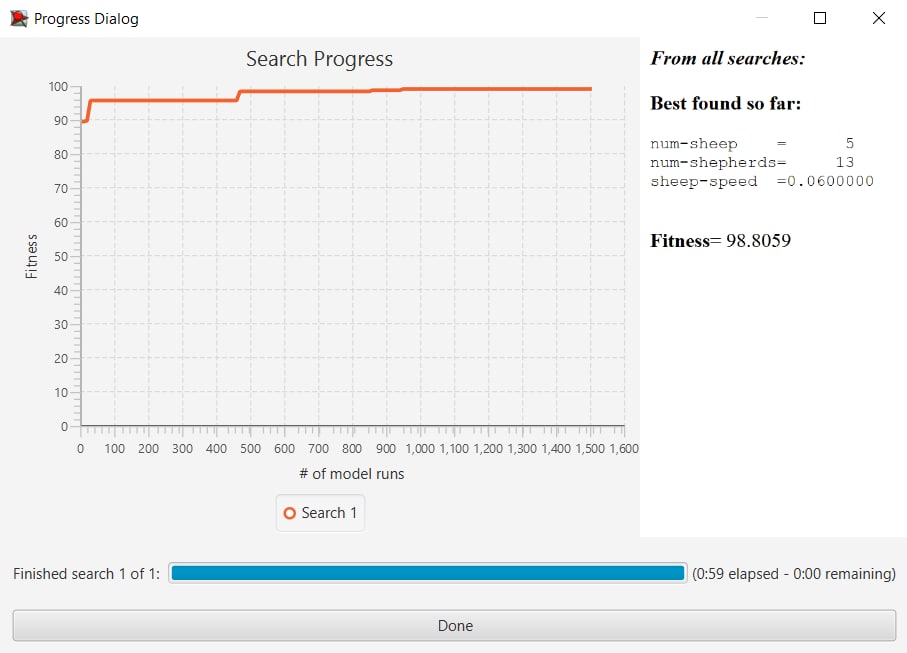 Progress Dialog
Search Progress
From all searches:
Best found so far:
num-sheep    =      5
num-shepherds=     13
sheep-speed  =0.0600000
Fitness= 98.8059
100
90
80
70
60
50
40
30
20
10
0
Fitness
0 100 200 300 400 500 600 700 800 900 1,000 1,100 1,200 1,300 1,400 1,500 1,600
# of model runs
Search 1
Finished search 1 of 1: (0:59 elapsed - 0:00 remaining)
Done